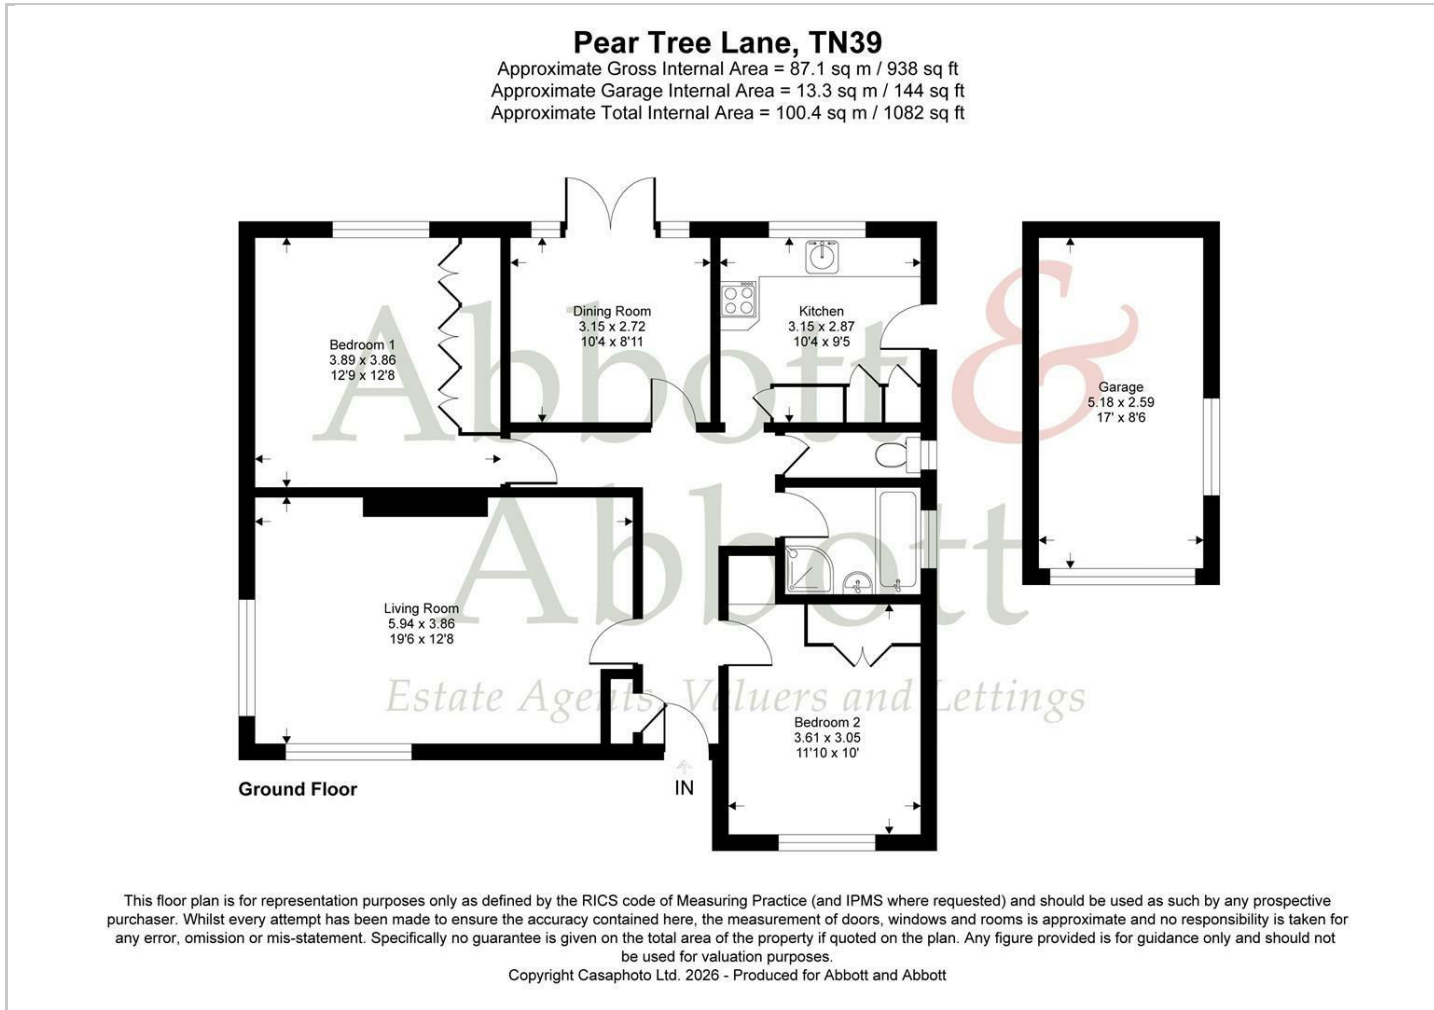 Pear Tree Lane, TN39
Approximate Gross Internal Area = 87.1 sq m / 938 sq ft
Approximate Garage Internal Area = 13.3 sq m / 144 sq ft
Approximate Total Internal Area = 100.4 sq m / 1082 sq ft
Dining Room
3.15 x 2.72
10'4 x 8'11
Kitchen
3.15 x 2.87
10'4 x 9'5
Bedroom 1
3.89 x 3.86
12'9 x 12'8
Garage
5.18 x 2.59
17' x 8'6
Abbott &
Abbott
Estate Agents, Valuers and Lettings
Living Room
5.94 x 3.86
19'6 x 12'8
Bedroom 2
3.61 x 3.05
11'10 x 10'
IN
Ground Floor
This floor plan is for representation purposes only as defined by the RICS code of Measuring Practice (and IPMS where requested) and should be used as such by any prospective
purchaser. Whilst every attempt has been made to ensure the accuracy contained here, the measurement of doors, windows and rooms is approximate and no responsibility is taken for
any error, omission or mis-statement. Specifically no guarantee is given on the total area of the property if quoted on the plan. Any figure provided is for guidance only and should not
be used for valuation purposes.
Copyright Casaphoto Ltd. 2026 - Produced for Abbott and Abbott